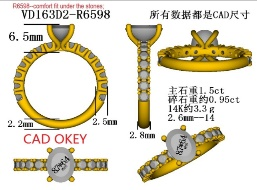 R6598--comfort fit under the stones;
VD163D2-R6598
所有数据都是CAD尺寸
6.5mm
2.2mm
2.5mm
2.8mm
主石重1.5ct
碎石重约0.95ct
14K约3.3g
2.6mm--14
CAD OKEY